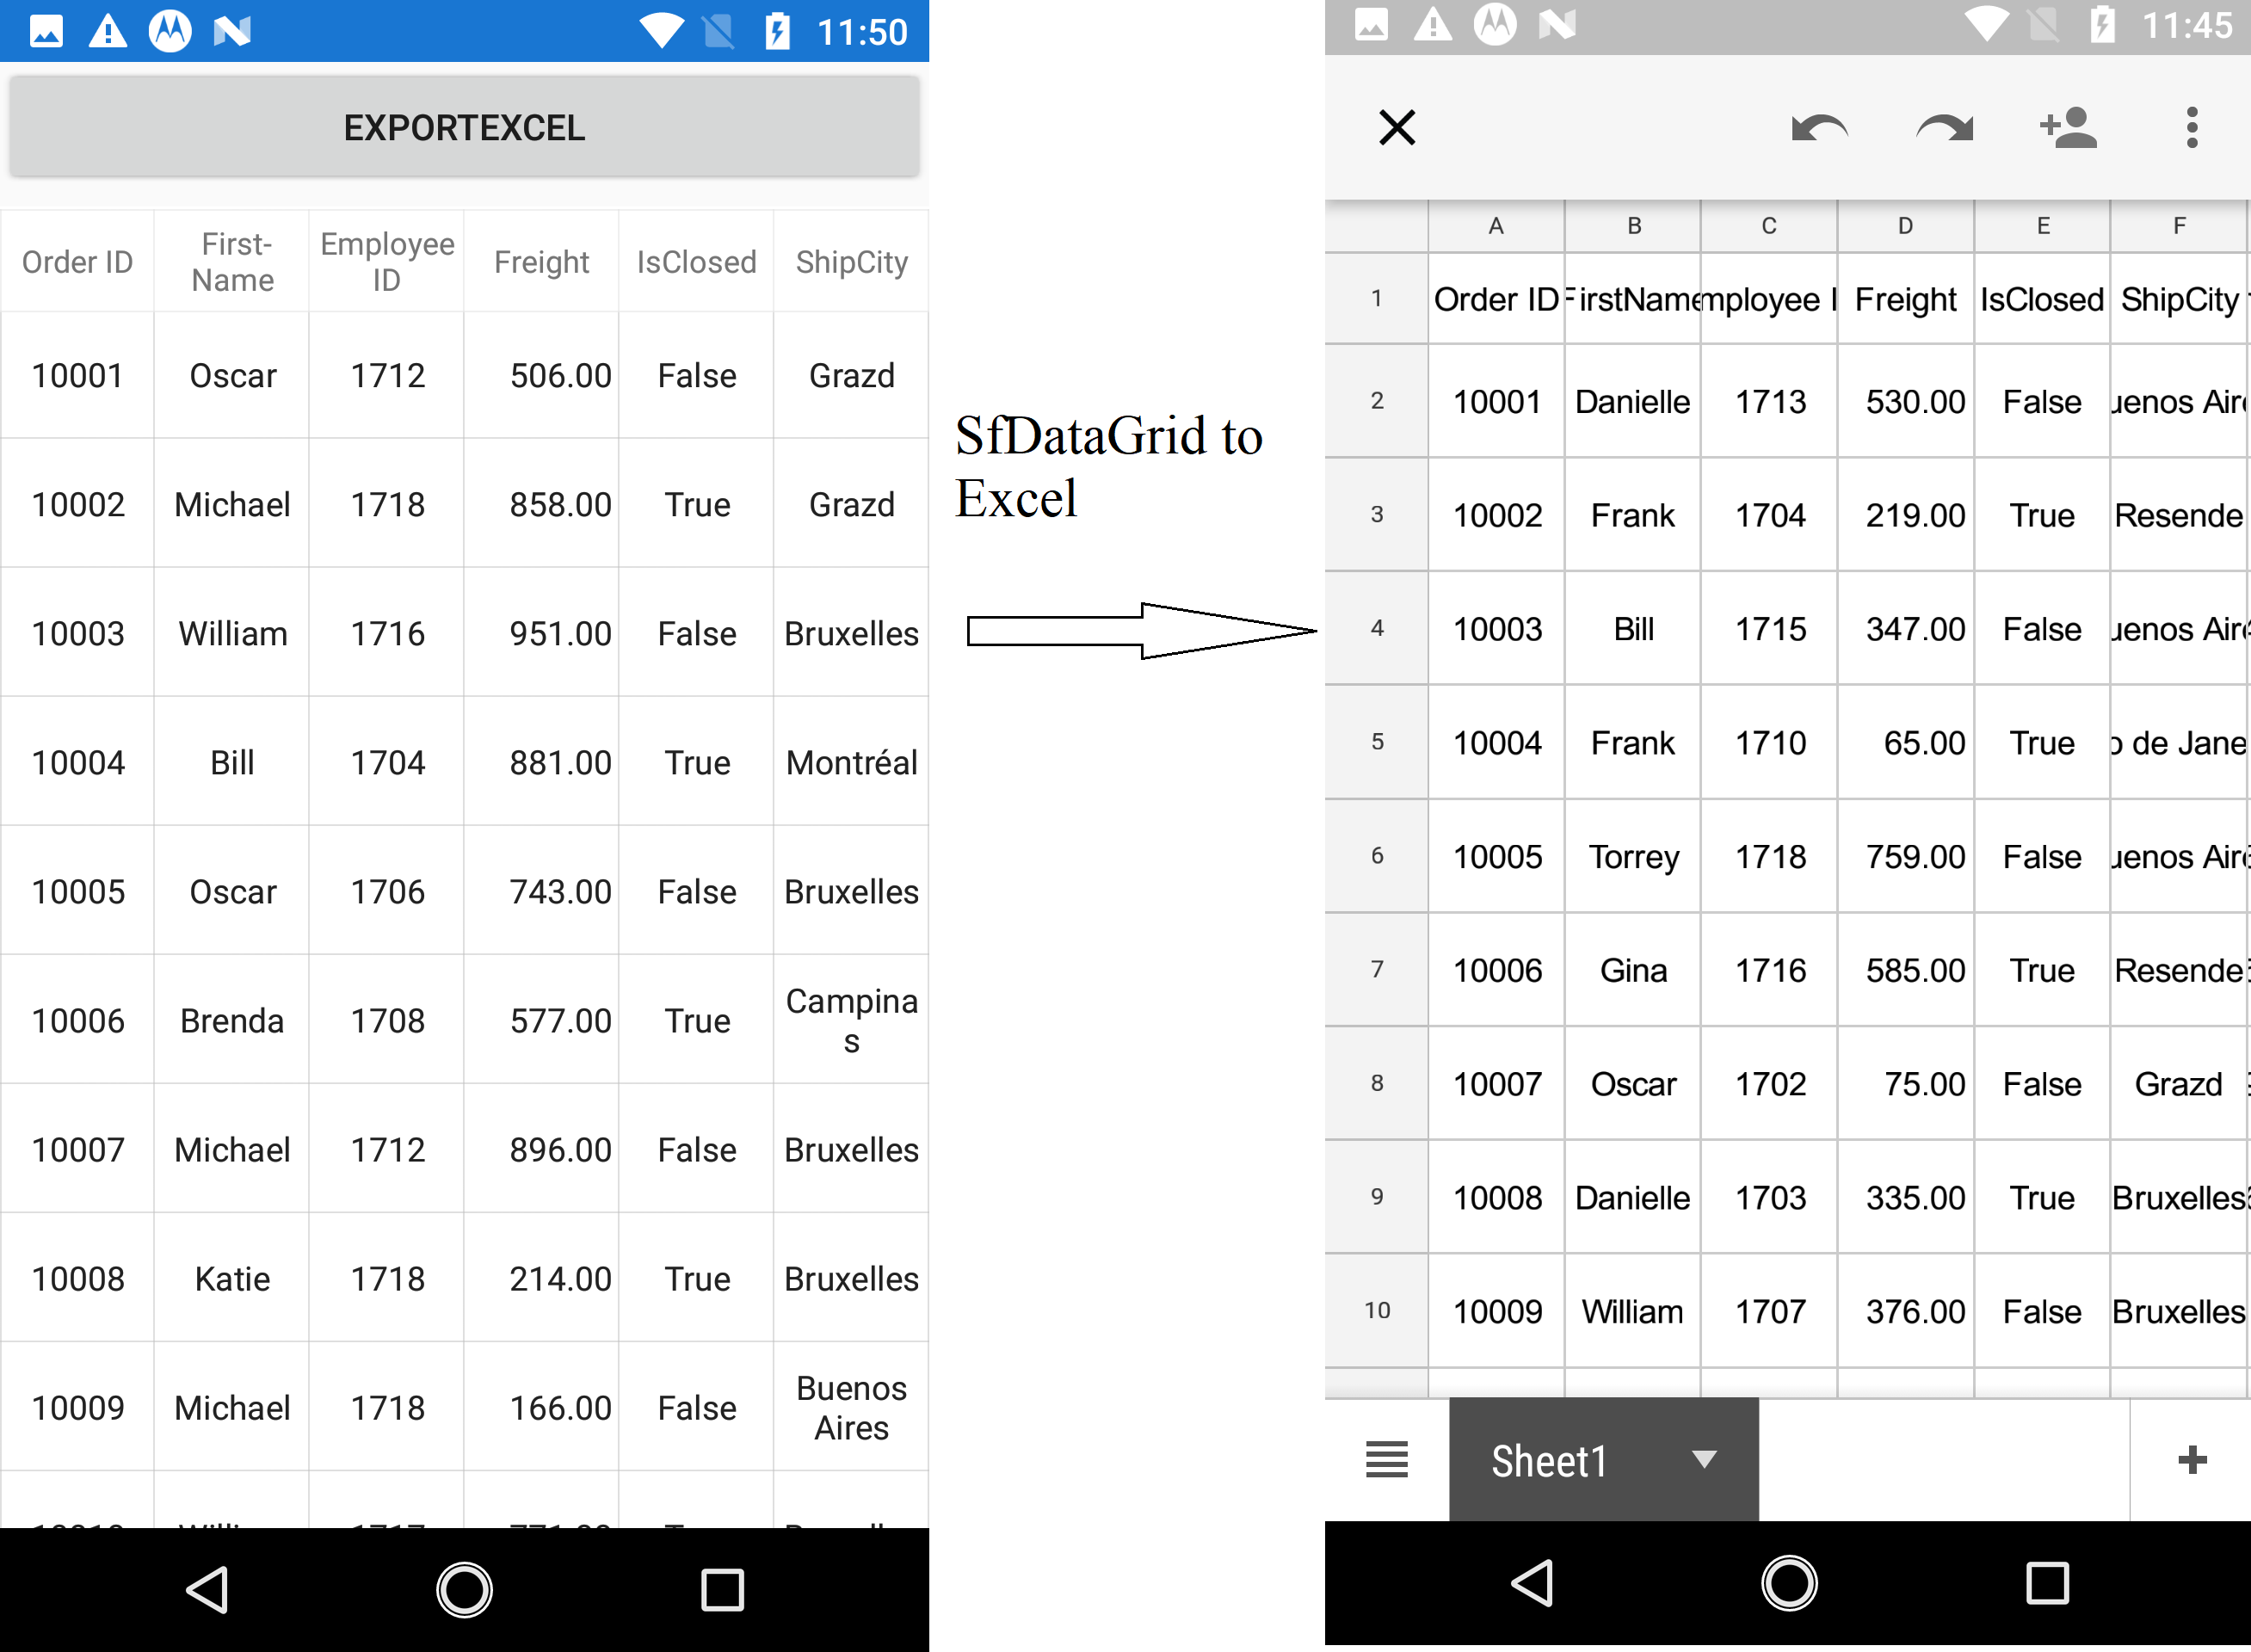 11:50
EXPORTEXCEL
Order ID First- Employee Freight IsClosed ShipCity
Name ID
10001 Oscar 1712 506.00 False Grazd
10002 Michael 1718 858.00 True Grazd
10003 William 1716 951.00 False Bruxelles
10004 Bill 1704 881.00 True Montréal
10005 Oscar 1706 743.00 False Bruxelles
10006 Brenda 1708 577.00 True Campina
s
10007 Michael 1712 896.00 False Bruxelles
10008 Katie 1718 214.00 True Bruxelles
10009 Michael 1718 166.00 False Buenos
Aires
SfDataGrid to
Excel
11:45
A B C D E F
1 Order ID FirstName mployee I Freight IsClosed ShipCity
2 10001 Danielle 1713 530.00 False uenos Aire
3 10002 Frank 1704 219.00 True Resende
4 10003 Bill 1715 347.00 False uenos Aire
5 10004 Frank 1710 65.00 True o de Jane
6 10005 Torrey 1718 759.00 False uenos Aire
7 10006 Gina 1716 585.00 True Resende
8 10007 Oscar 1702 75.00 False Grazd
9 10008 Danielle 1703 335.00 True Bruxelles
10 10009 William 1707 376.00 False Bruxelles
Sheet1